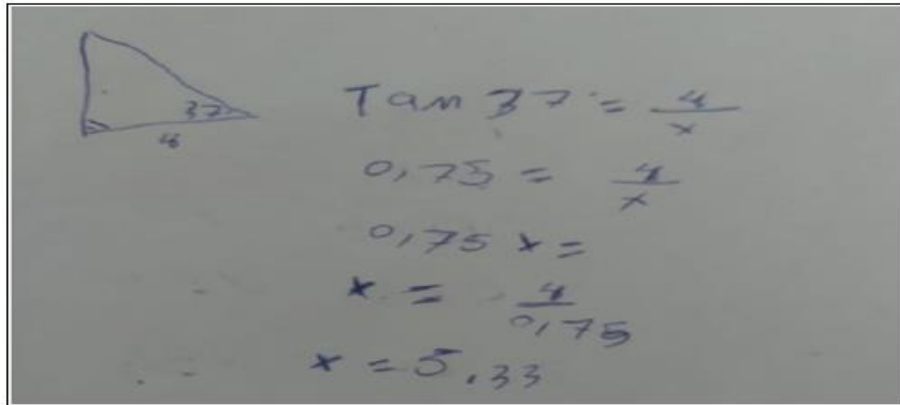 37
4
Tan 37 = 4/x
0,75 = 4/x
0,75 x =
x = 4/0,75
x = 5,33